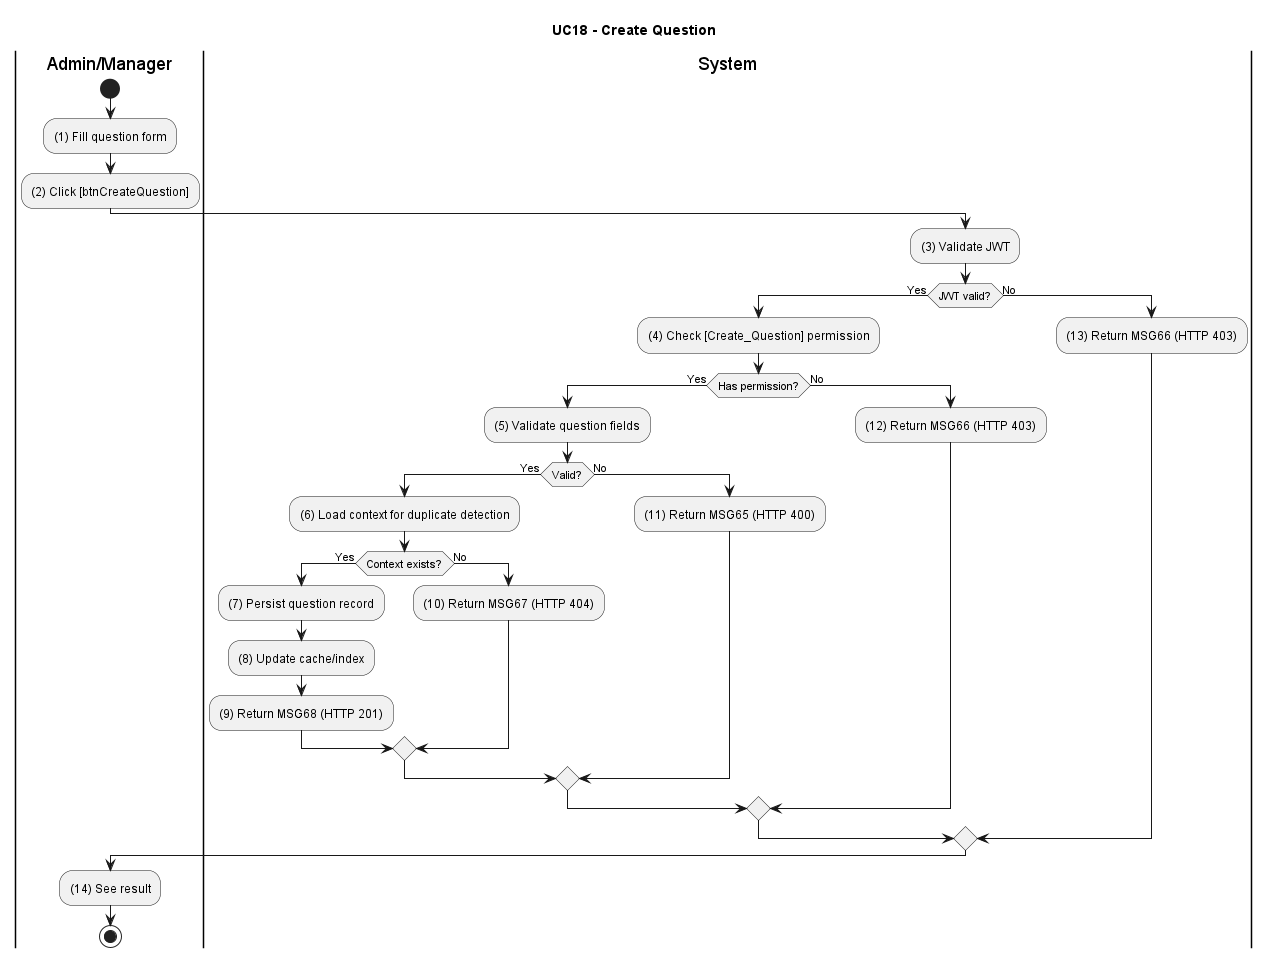 UC18 - Create Question
Admin/Manager
System
(1) Fill question form
(2) Click [btnCreateQuestion]
(3) Validate JWT
JWT valid?
Yes
No
(4) Check [Create_Question] permission
(13) Return MSG66 (HTTP 403)
Has permission?
Yes
No
(5) Validate question fields
(12) Return MSG66 (HTTP 403)
Valid?
Yes
No
(6) Load context for duplicate detection
(11) Return MSG65 (HTTP 400)
Context exists?
Yes
No
(7) Persist question record
(10) Return MSG67 (HTTP 404)
(8) Update cache/index
(9) Return MSG68 (HTTP 201)
(14) See result